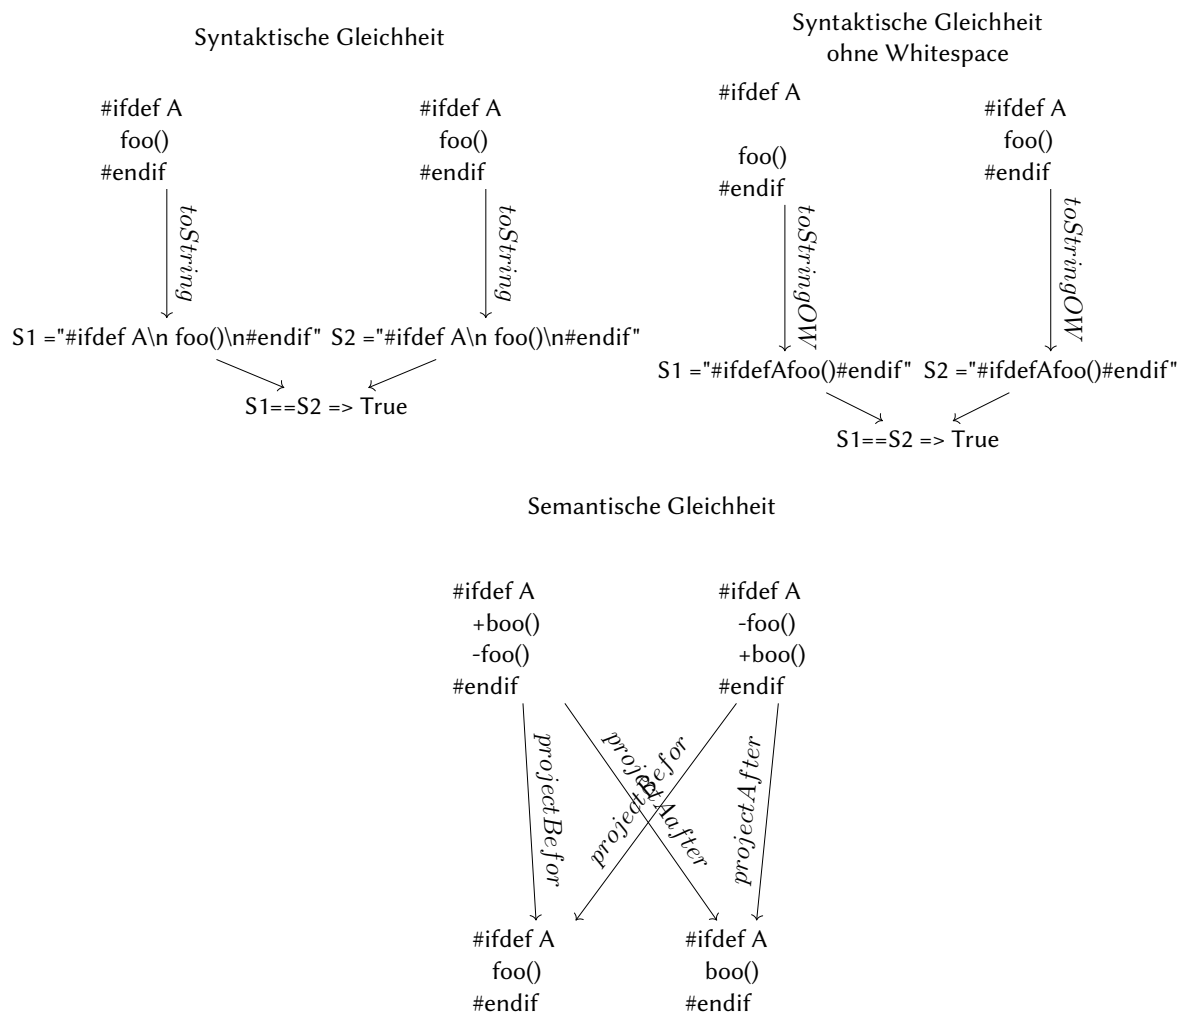 Syntaktische Gleichheit
#ifdef A
foo()
#endif
#ifdef A
foo()
#endif
toString
toString
S1 ="#ifdef A\n foo()\n#endif"
S2 ="#ifdef A\n foo()\n#endif"
S1==S2 => True
Syntaktische Gleichheit
ohne Whitespace
#ifdef A
foo()
#endif
#ifdef A
foo()
#endif
toStringOW
toStringOW
S1 ="#ifdefAfoo()#endif"
S2 ="#ifdefAfoo()#endif"
S1==S2 => True
Semantische Gleichheit
#ifdef A
+boo()
-foo()
#endif
#ifdef A
-foo()
+boo()
#endif
projectBefor
projectAafter
projectBefor
projectAfter
#ifdef A
foo()
#endif
#ifdef A
boo()
#endif